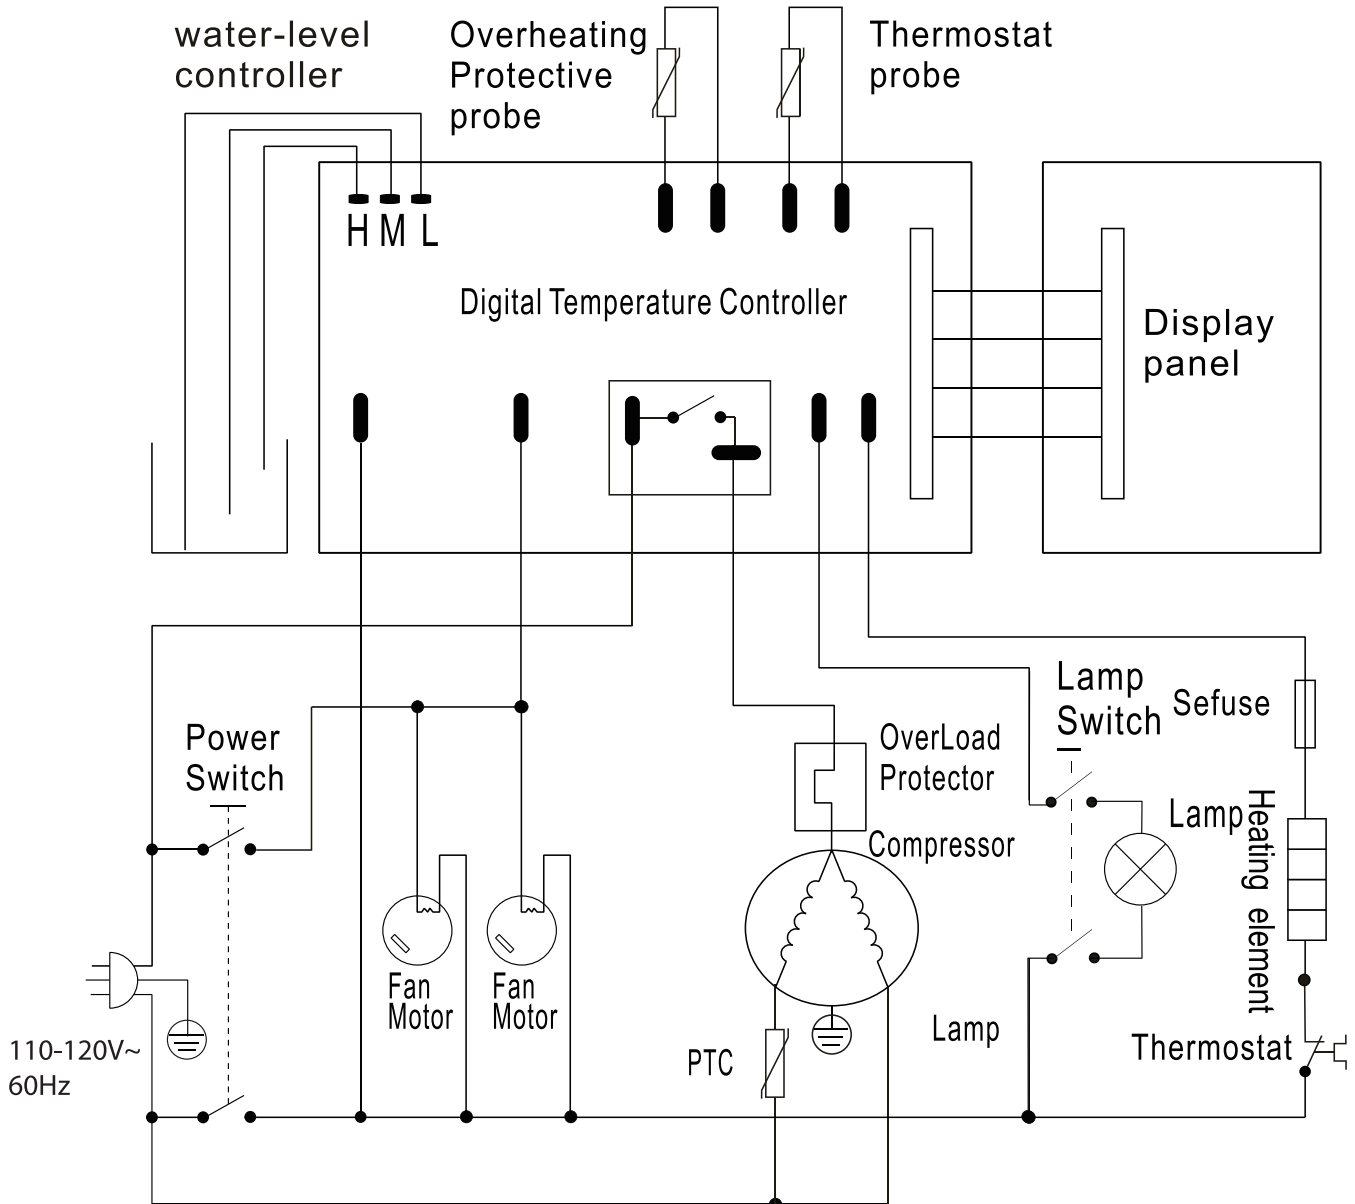 water-level
controller
Overheating
Protective
probe
Thermostat
probe
H M L
Digital Temperature Controller
Display
panel
Power
Switch
OverLoad
Protector
Compressor
Lamp
Switch
Sefuse
Lamp
Heating element
Fan
Motor
Fan
Motor
PTC
Lamp
Thermostat
110-120V~
60Hz